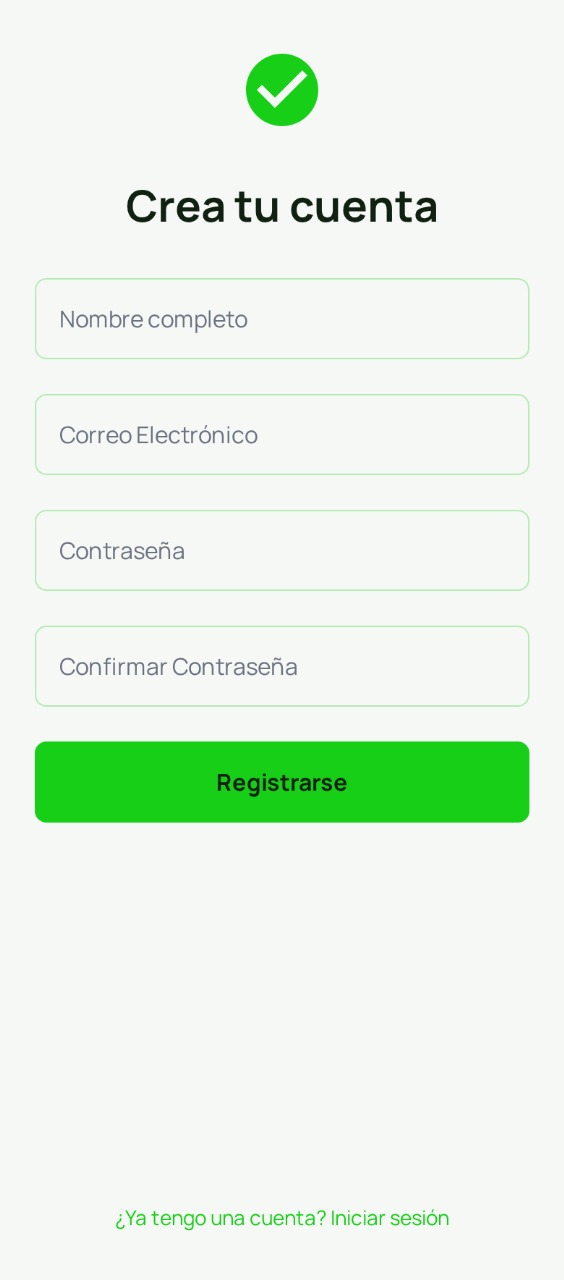 Crea tu cuenta
Nombre completo
Correo Electrónico
Contraseña
Confirmar Contraseña
Registrarse
¿Ya tengo una cuenta? Iniciar sesión